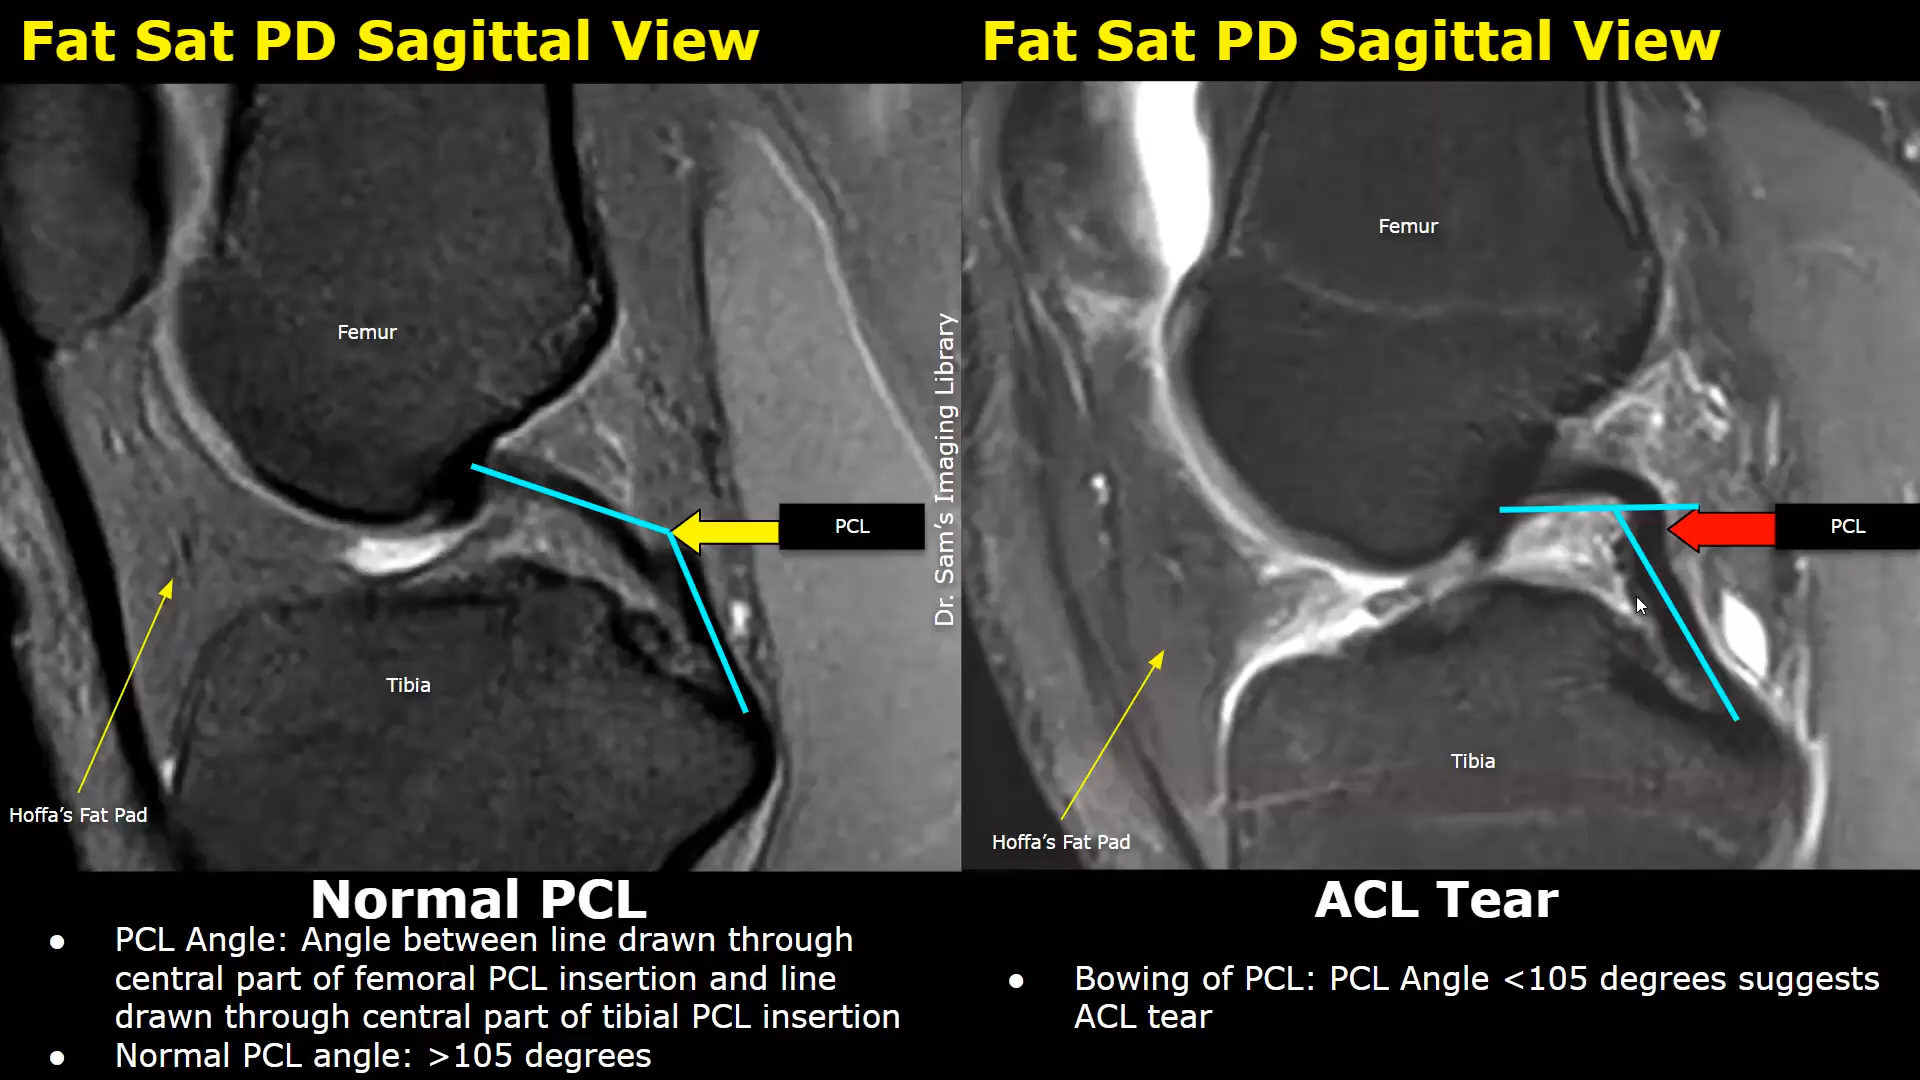 Fat Sat PD Sagittal View
Femur
PCL
Tibia
Hoffa’s Fat Pad
Normal PCL
● PCL Angle: Angle between line drawn through
central part of femoral PCL insertion and line
drawn through central part of tibial PCL insertion
● Normal PCL angle: >105 degrees
Dr. Sam’s Imaging Library
Fat Sat PD Sagittal View
Femur
PCL
Tibia
Hoffa’s Fat Pad
ACL Tear
● Bowing of PCL: PCL Angle <105 degrees suggests
ACL tear